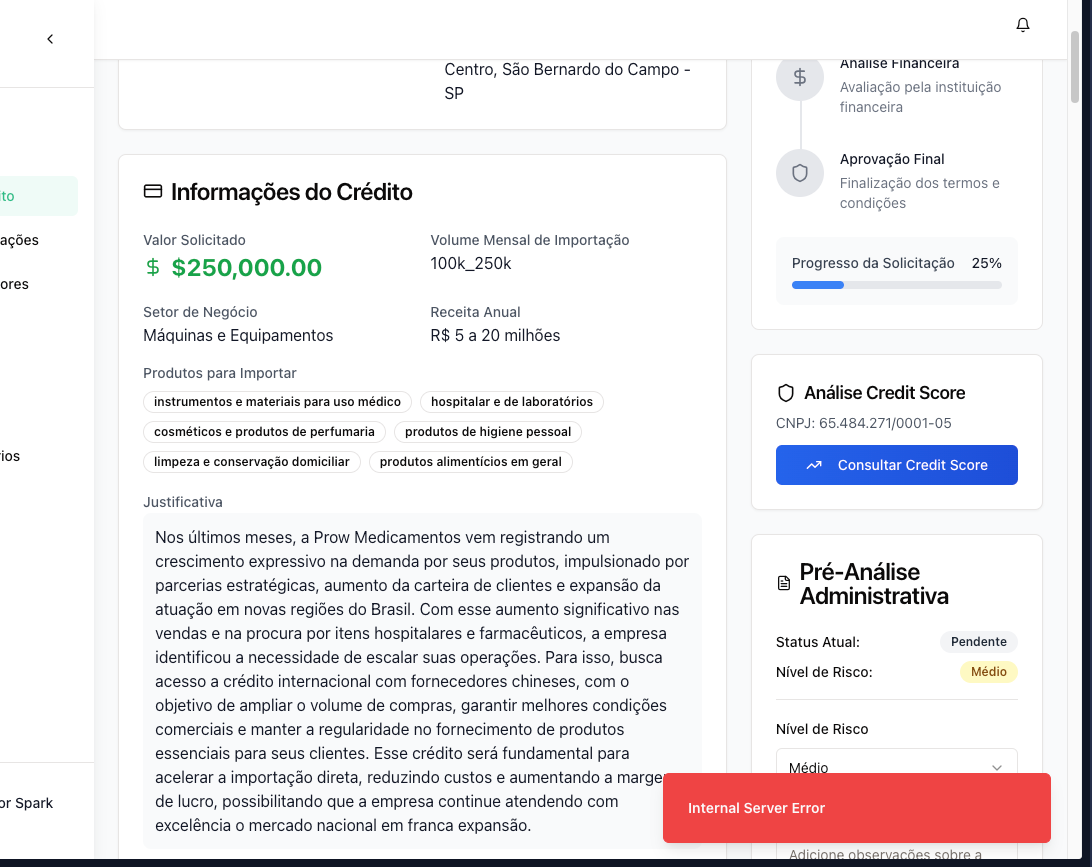 ito
ações
ores
ios
or Spark
Centro, São Bernardo do Campo -
SP
Informações do Crédito
Valor Solicitado
$250,000.00
Volume Mensal de Importação
100k_250k
Setor de Negócio
Máquinas e Equipamentos
Receita Anual
R$ 5 a 20 milhões
Produtos para Importar
instrumentos e materiais para uso médico
hospitalar e de laboratórios
cosméticos e produtos de perfumaria
produtos de higiene pessoal
limpeza e conservação domiciliar
produtos alimentícios em geral
Justificativa
Nos últimos meses, a Prow Medicamentos vem registrando um
crescimento expressivo na demanda por seus produtos, impulsionado por
parcerias estratégicas, aumento da carteira de clientes e expansão da
atuação em novas regiões do Brasil. Com esse aumento significativo nas
vendas e na procura por itens hospitalares e farmacêuticos, a empresa
identificou a necessidade de escalar suas operações. Para isso, busca
acesso a crédito internacional com fornecedores chineses, com o
objetivo de ampliar o volume de compras, garantir melhores condições
comerciais e manter a regularidade no fornecimento de produtos
essenciais para seus clientes. Esse crédito será fundamental para
acelerar a importação direta, reduzindo custos e aumentando a margem
de lucro, possibilitando que a empresa continue atendendo com
excelência o mercado nacional em franca expansão.
Análise Financeira
Avaliação pela instituição
financeira
Aprovação Final
Finalização dos termos e
condições
Progresso da Solicitação 25%
Análise Credit Score
CNPJ: 65.484.271/0001-05
Consultar Credit Score
Pré-Análise
Administrativa
Status Atual: Pendente
Nível de Risco: Médio
Nível de Risco
Médio
Internal Server Error
Adicione observações sobre a